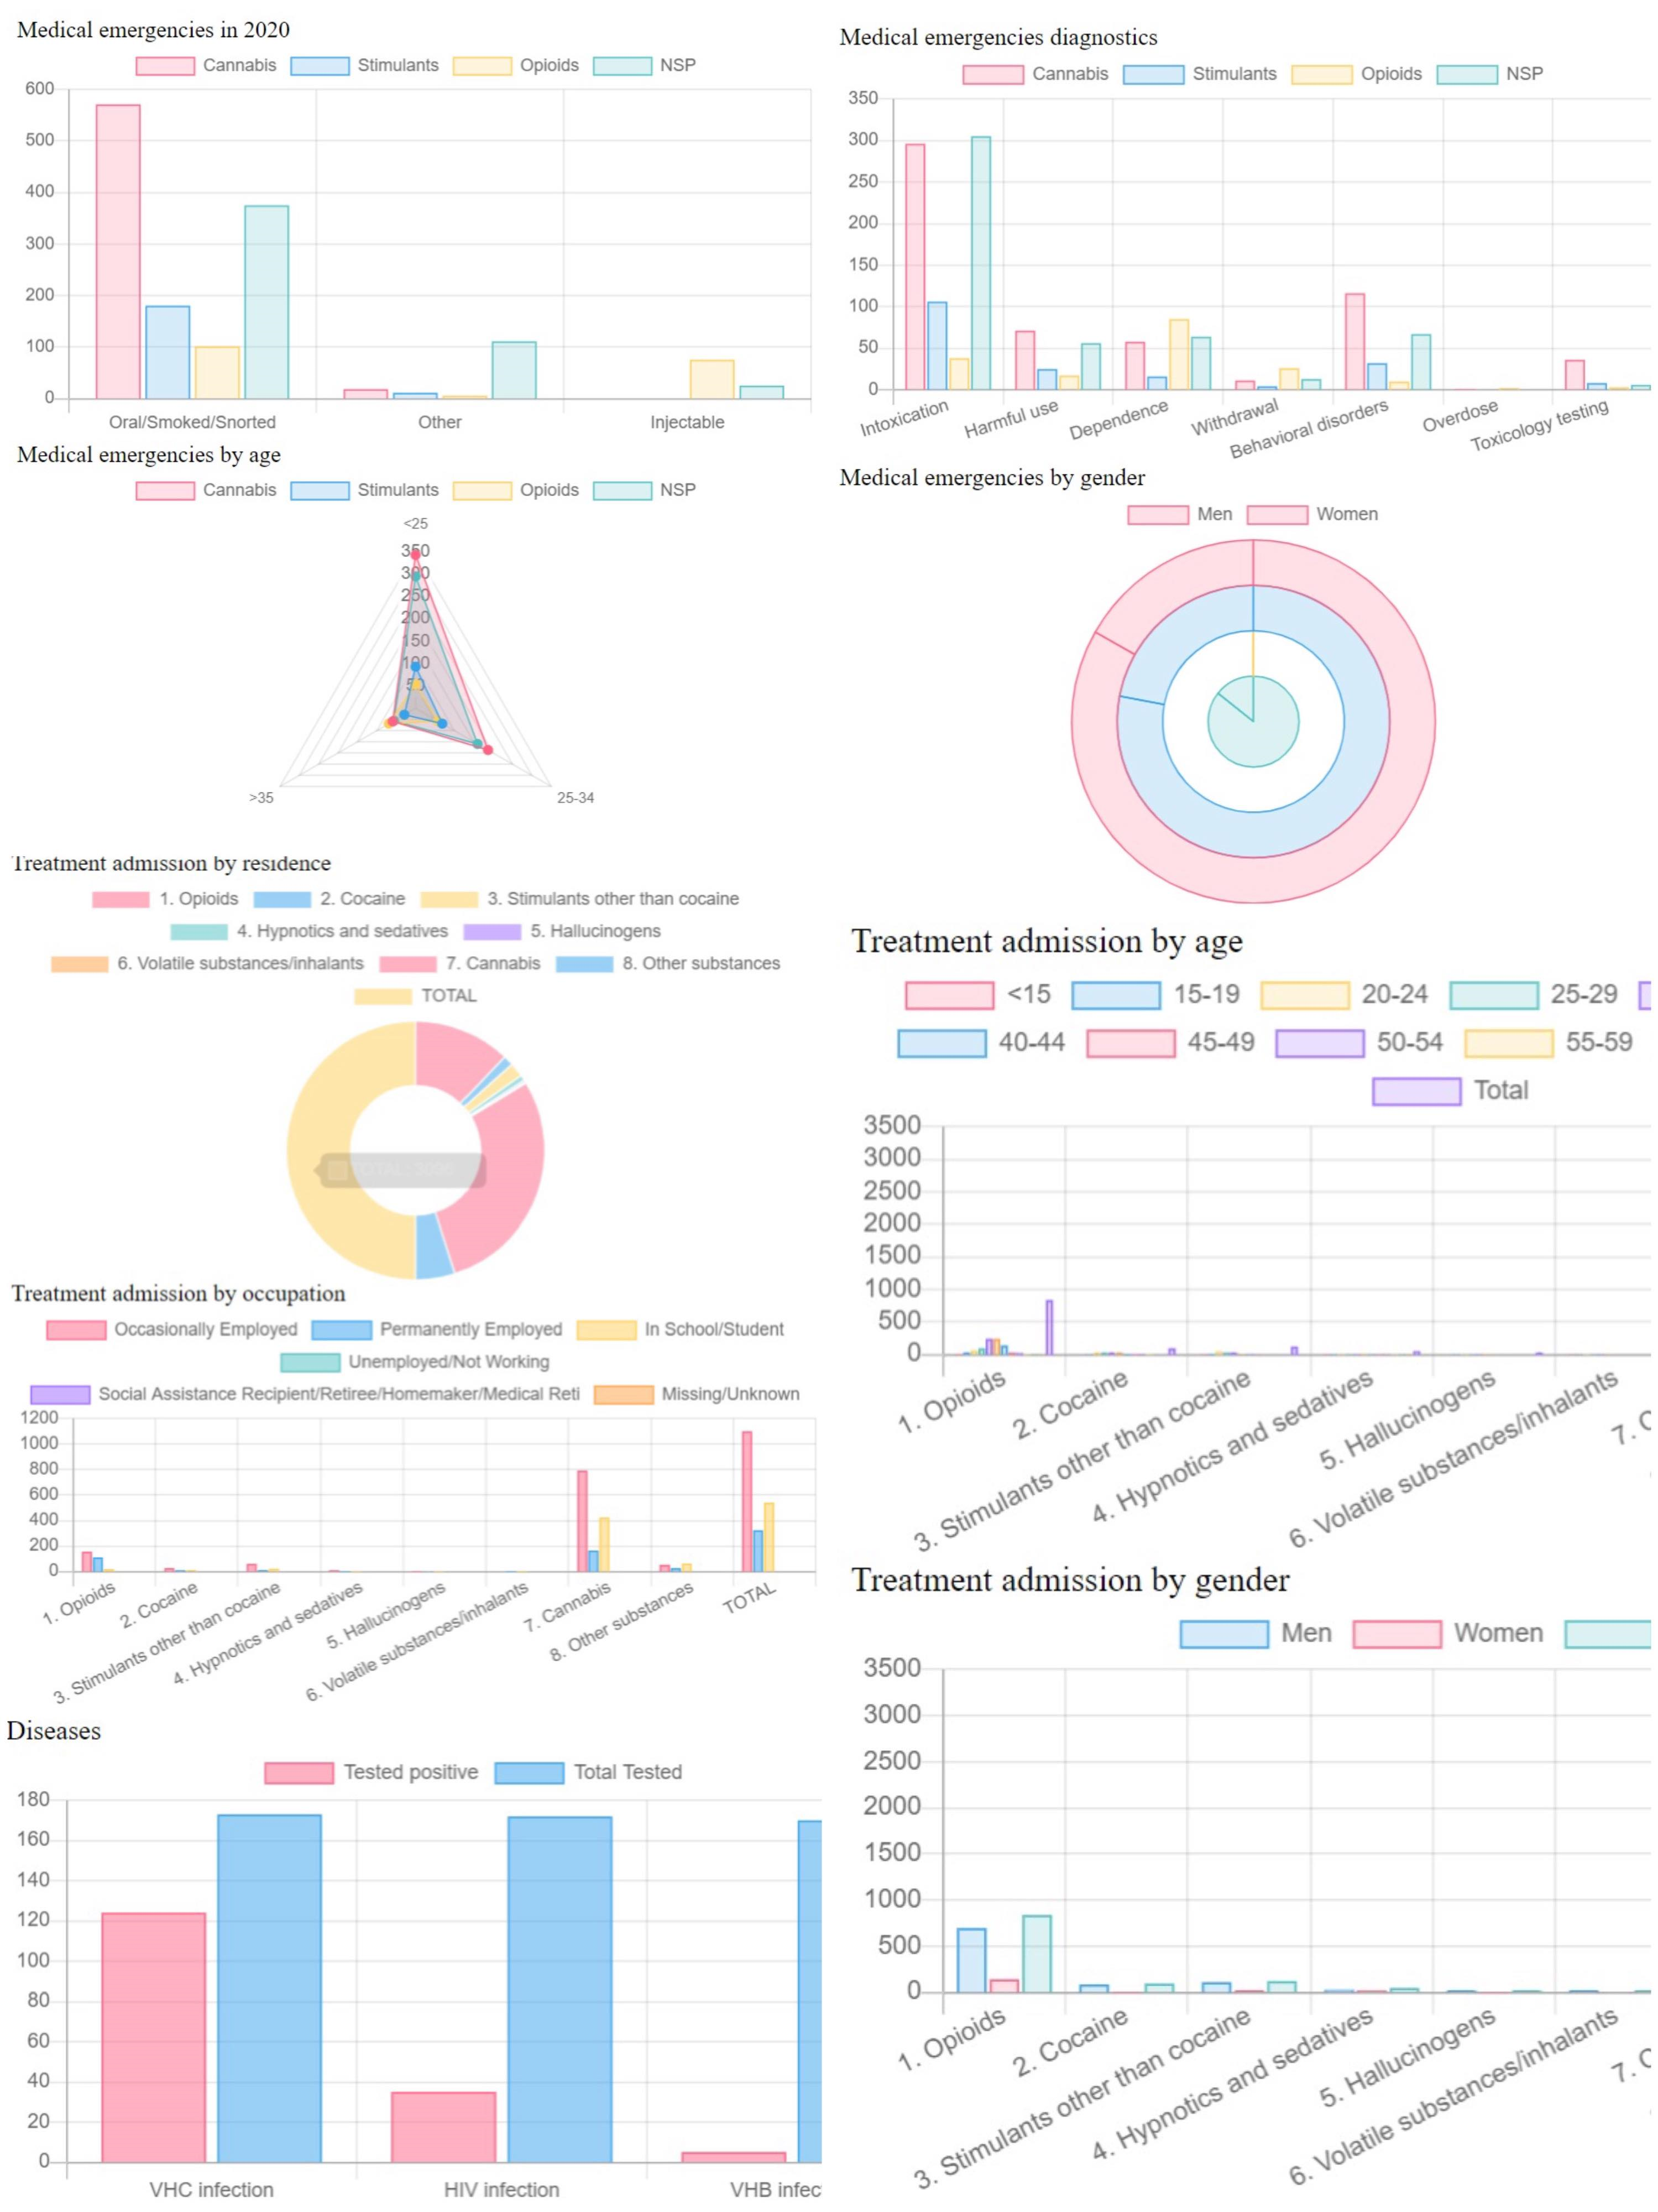 Medical emergencies in 2020
Cannabis Stimulants Opioids NSP
600
500
400
300
200
100
0
Oral/Smoked/Snorted Other Injectable
Medical emergencies diagnostics
Cannabis Stimulants Opioids NSP
350
300
250
200
150
100
50
0
Intoxication Harmful use Dependence Withdrawal Behavioral disorders Overdose Toxicology testing
Medical emergencies by age
Cannabis Stimulants Opioids NSP
<25
350
300
250
200
150
100
50
>35 25-34
Medical emergencies by gender
Men Women
Treatment admission by residence
1. Opioids 2. Cocaine 3. Stimulants other than cocaine
4. Hypnotics and sedatives 5. Hallucinogens
6. Volatile substances/inhalants 7. Cannabis 8. Other substances
TOTAL
Treatment admission by age
<15 15-19 20-24 25-29
40-44 45-49 50-54 55-59
Total
3500
3000
2500
2000
1500
1000
500
0
1. Opioids 2. Cocaine 3. Stimulants other than cocaine 4. Hypnotics and sedatives 5. Hallucinogens 6. Volatile substances/inhalants 7. C
Treatment admission by occupation
Occasionally Employed Permanently Employed In School/Student
Unemployed/Not Working
Social Assistance Recipient/Retiree/Homemaker/Medical Reti Missing/Unknown
1200
1000
800
600
400
200
0
1. Opioids 2. Cocaine 3. Stimulants other than cocaine 4. Hypnotics and sedatives 5. Hallucinogens 6. Volatile substances/inhalants 7. Cannabis 8. Other substances TOTAL
Treatment admission by gender
Men Women
3500
3000
2500
2000
1500
1000
500
0
1. Opioids 2. Cocaine 3. Stimulants other than cocaine 4. Hypnotics and sedatives 5. Hallucinogens 6. Volatile substances/inhalants 7. C
Diseases
Tested positive Total Tested
180
160
140
120
100
80
60
40
20
0
VHC infection HIV infection VHB infec